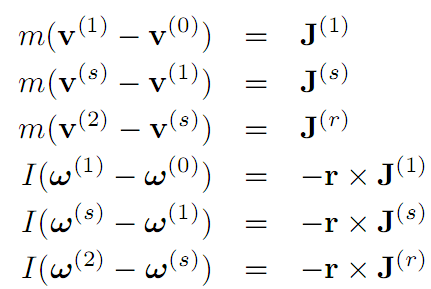 m(𝐯⁽¹⁾ − 𝐯⁽⁰⁾) = 𝐉⁽¹⁾
m(𝐯⁽ˢ⁾ − 𝐯⁽¹⁾) = 𝐉⁽ˢ⁾
m(𝐯⁽²⁾ − 𝐯⁽ˢ⁾) = 𝐉⁽ʳ⁾
I(𝝎⁽¹⁾ − 𝝎⁽⁰⁾) = −𝐫 × 𝐉⁽¹⁾
I(𝝎⁽ˢ⁾ − 𝝎⁽¹⁾) = −𝐫 × 𝐉⁽ˢ⁾
I(𝝎⁽²⁾ − 𝝎⁽ˢ⁾) = −𝐫 × 𝐉⁽ʳ⁾